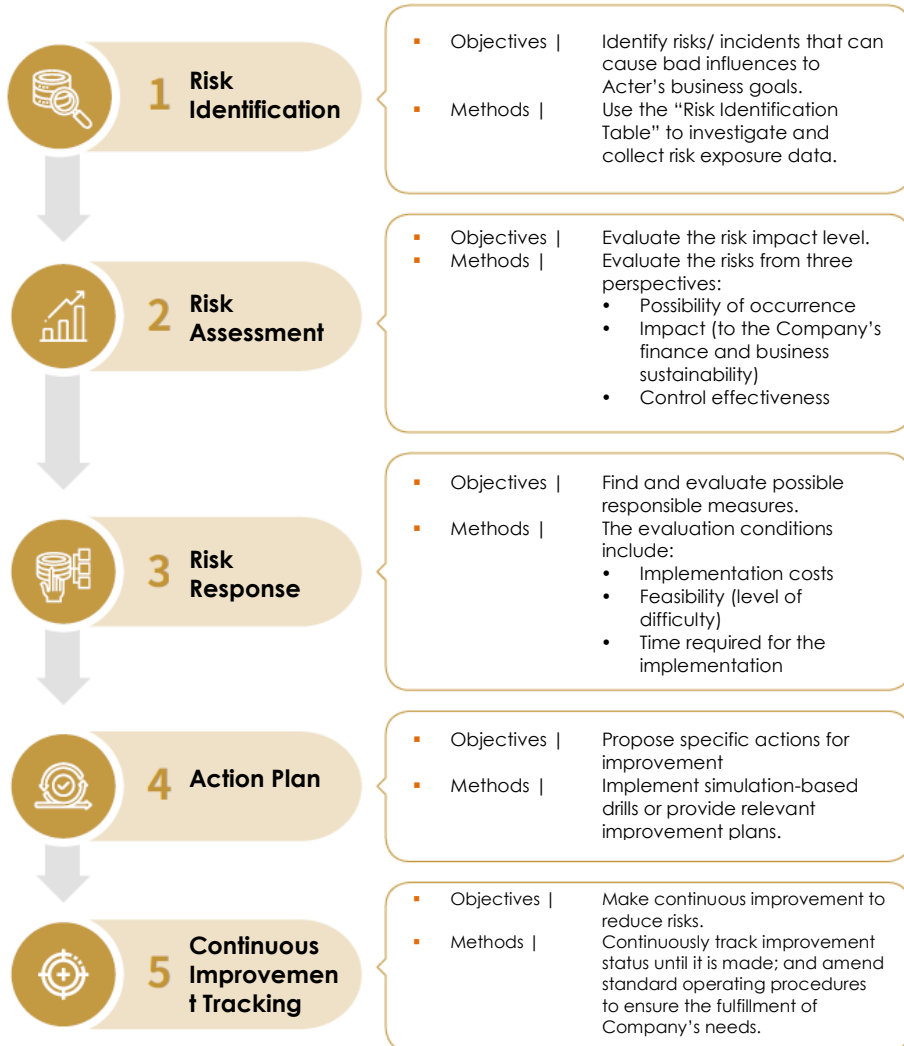 1 Risk
Identification
▪ Objectives | Identify risks/ incidents that can
cause bad influences to
Acter’s business goals.
▪ Methods | Use the “Risk Identification
Table” to investigate and
collect risk exposure data.
2 Risk
Assessment
▪ Objectives | Evaluate the risk impact level.
▪ Methods | Evaluate the risks from three
perspectives:
• Possibility of occurrence
• Impact (to the Company’s
finance and business
sustainability)
• Control effectiveness
3 Risk
Response
▪ Objectives | Find and evaluate possible
responsible measures.
▪ Methods | The evaluation conditions
include:
• Implementation costs
• Feasibility (level of
difficulty)
• Time required for the
implementation
4 Action Plan
▪ Objectives | Propose specific actions for
improvement
▪ Methods | Implement simulation-based
drills or provide relevant
improvement plans.
5 Continuous
Improvemen
t Tracking
▪ Objectives | Make continuous improvement to
reduce risks.
▪ Methods | Continuously track improvement
status until it is made; and amend
standard operating procedures
to ensure the fulfillment of
Company’s needs.